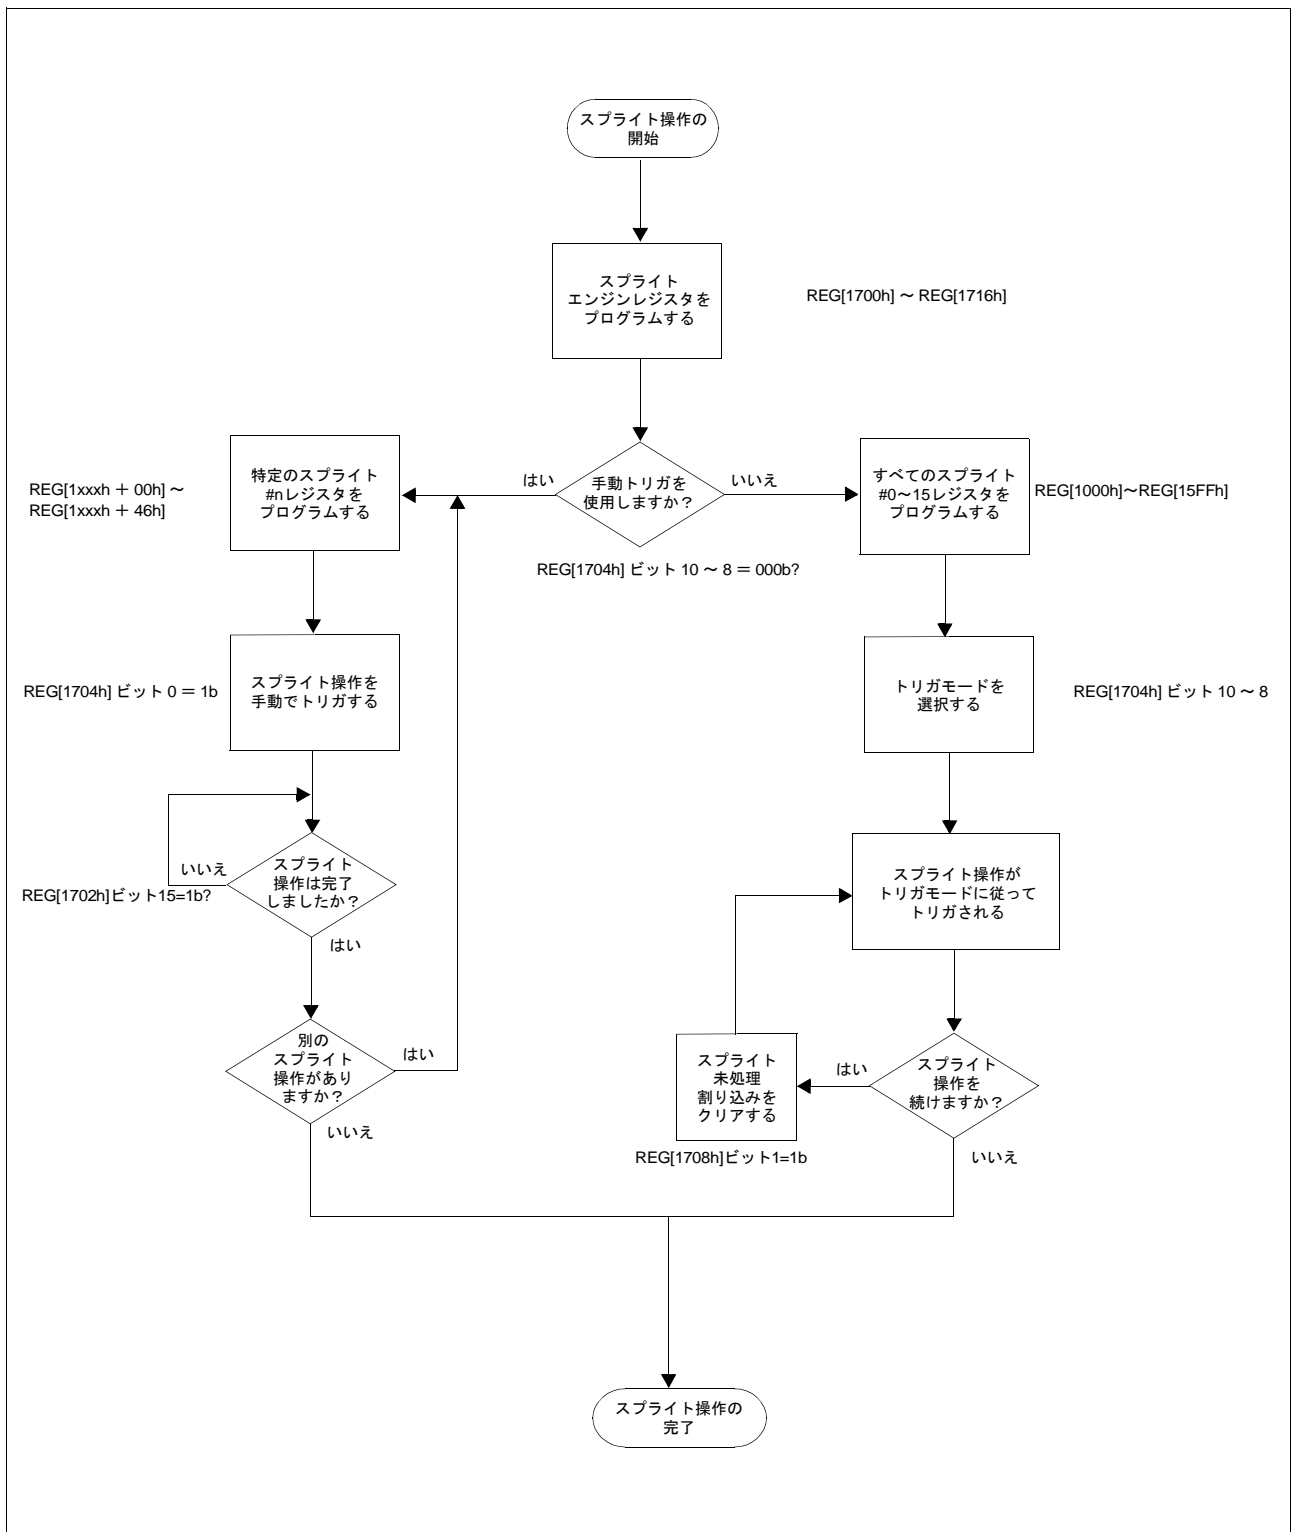 スプライト操作の
開始
スプライト
エンジンレジスタを
プログラムする
REG[1700h] ～ REG[1716h]
手動トリガを
使用しますか？
はい
いいえ
REG[1704h] ビット 10 ～ 8 ＝ 000b?
特定のスプライト
#nレジスタを
プログラムする
REG[1xxxh ＋ 00h] ～
REG[1xxxh ＋ 46h]
すべてのスプライト
#0～15レジスタを
プログラムする
REG[1000h]～REG[15FFh]
スプライト操作を
手動でトリガする
REG[1704h] ビット 0 ＝ 1b
トリガモードを
選択する
REG[1704h] ビット 10 ～ 8
スプライト
操作は完了
しましたか？
いいえ
REG[1702h]ビット15=1b?
はい
スプライト操作が
トリガモードに従って
トリガされる
別の
スプライト
操作があり
ますか？
はい
いいえ
スプライト
未処理
割り込みを
クリアする
REG[1708h]ビット1=1b
はい
スプライト
操作を
続けますか？
いいえ
スプライト操作の
完了